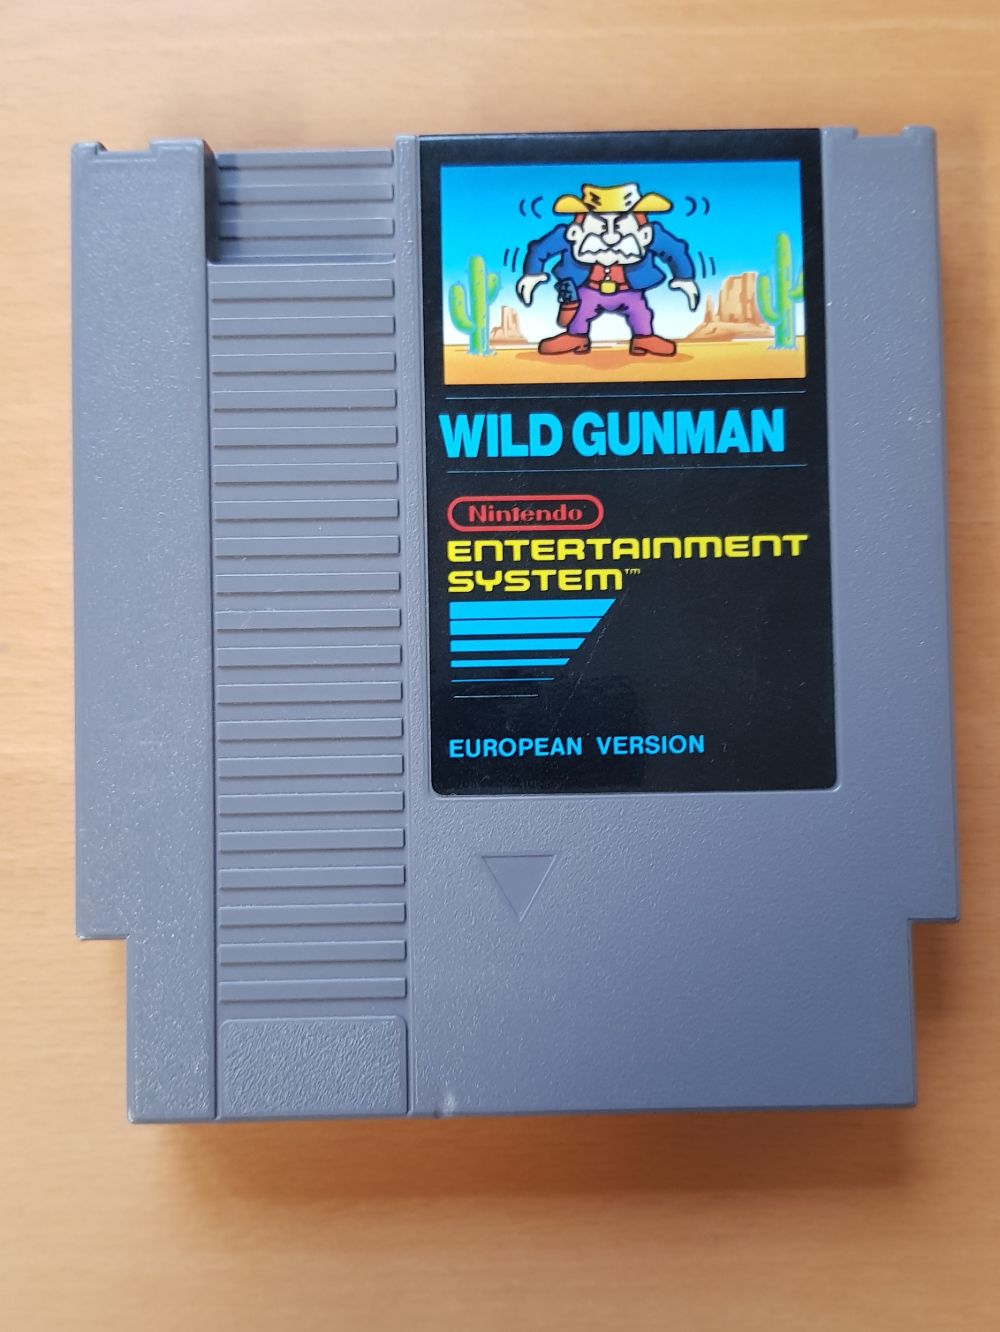 WILD GUNMAN
Nintendo
ENTERTAINMENT
SYSTEM™
EUROPEAN VERSION